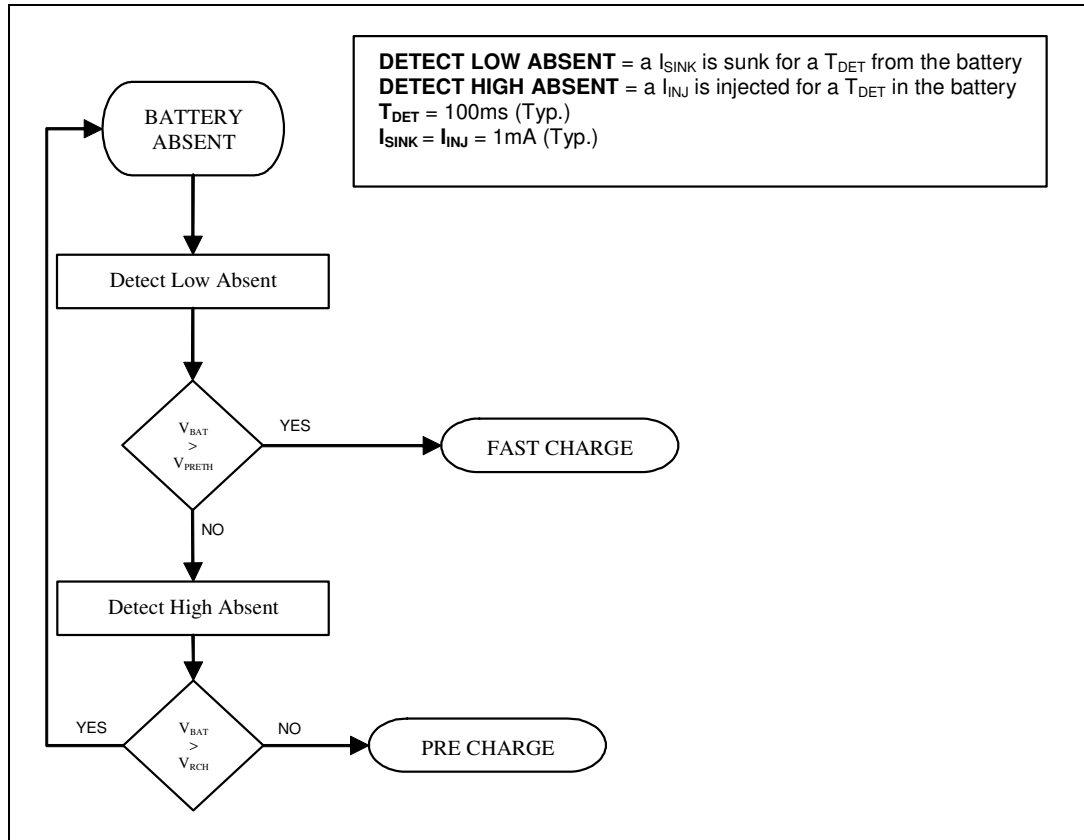 DETECT LOW ABSENT = a ISINK is sunk for a TDET from the battery
DETECT HIGH ABSENT = a IINJ is injected for a TDET in the battery
TDET = 100ms (Typ.)
ISINK = IINJ = 1mA (Typ.)
BATTERY
ABSENT
Detect Low Absent
VBAT
>
VPRETH
YES
FAST CHARGE
NO
Detect High Absent
YES
VBAT
>
VRCH
NO
PRE CHARGE